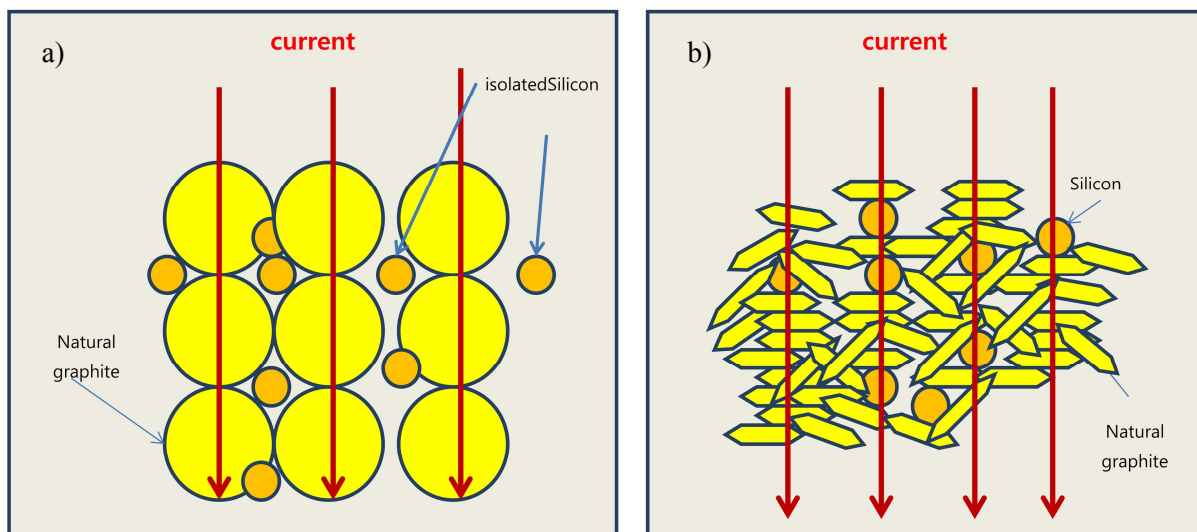 a)
current
isolatedSilicon
Natural
graphite
b)
current
Silicon
Natural
graphite